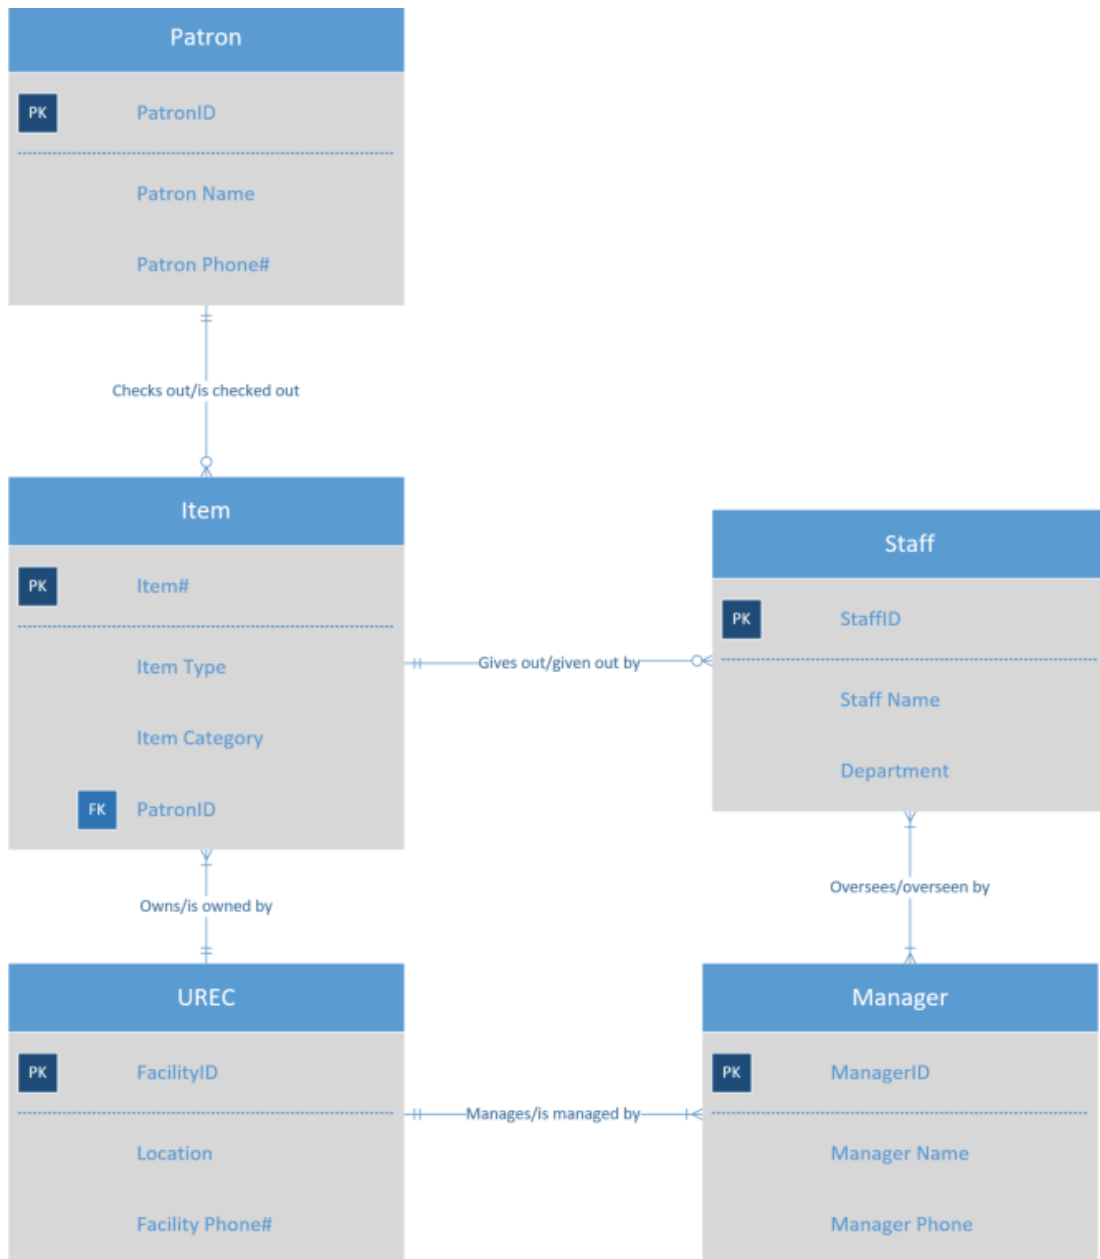 Patron
PK PatronID
Patron Name
Patron Phone#
Checks out/is checked out
Item
PK Item#
Item Type
Item Category
FK PatronID
Gives out/given out by
Staff
PK StaffID
Staff Name
Department
Owns/is owned by
Oversees/overseen by
UREC
PK FacilityID
Location
Facility Phone#
Manages/is managed by
Manager
PK ManagerID
Manager Name
Manager Phone